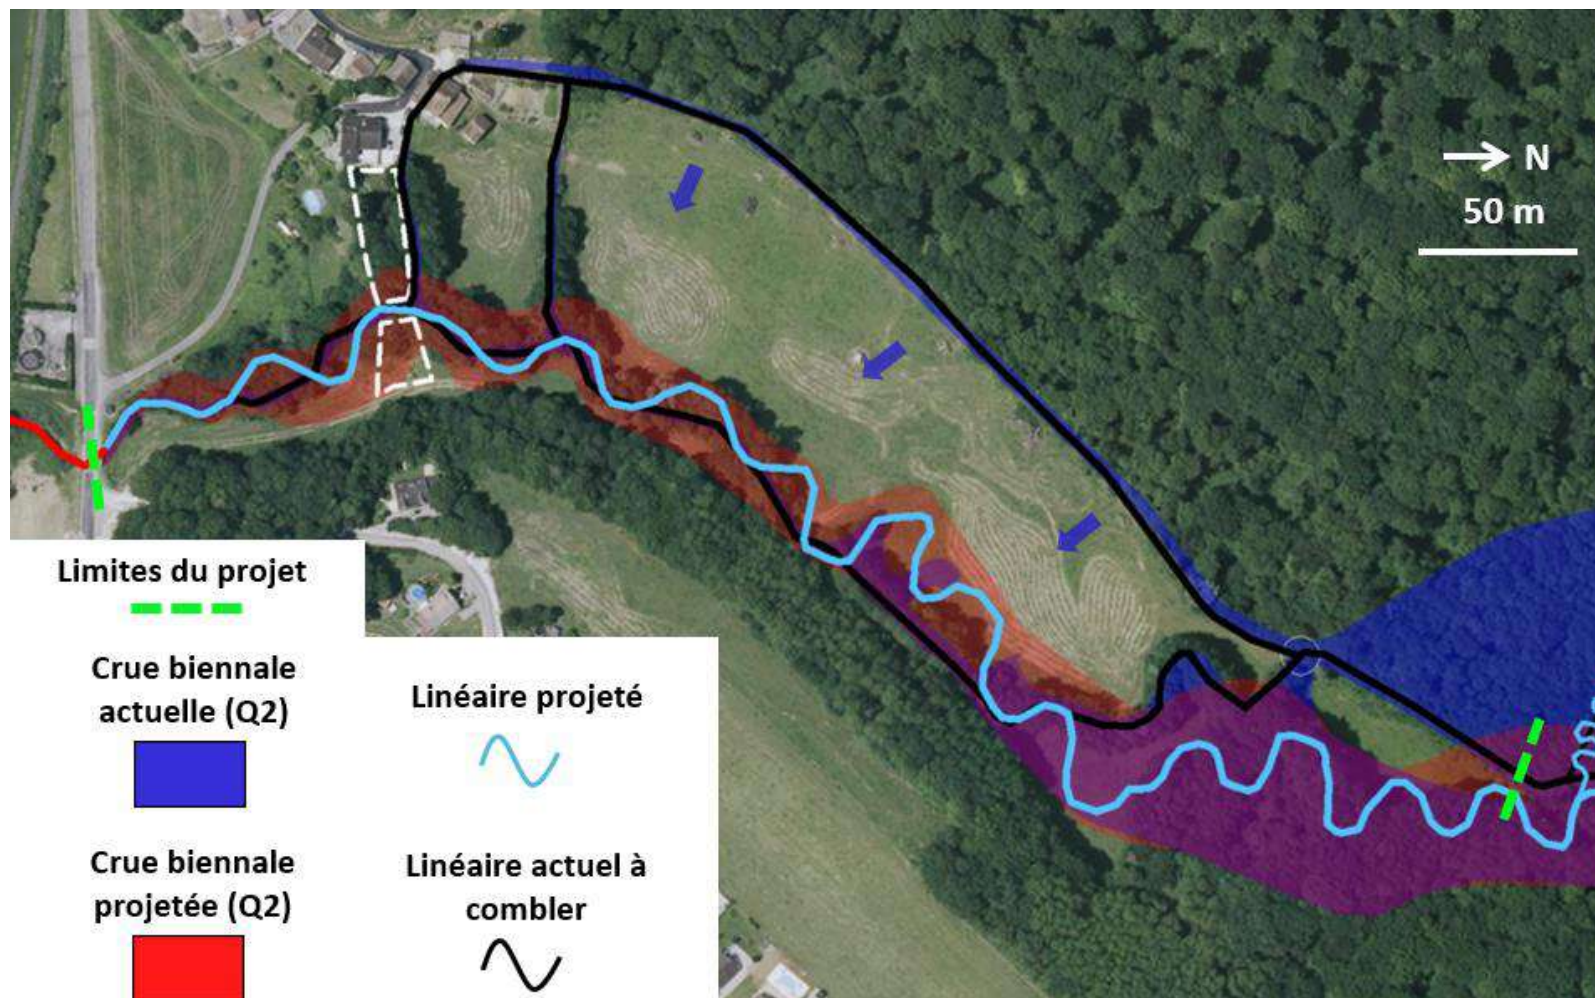 N
50 m
Limites du projet
Crue biennale
actuelle (Q2)
Linéaire projeté
Crue biennale
projetée (Q2)
Linéaire actuel à
combler